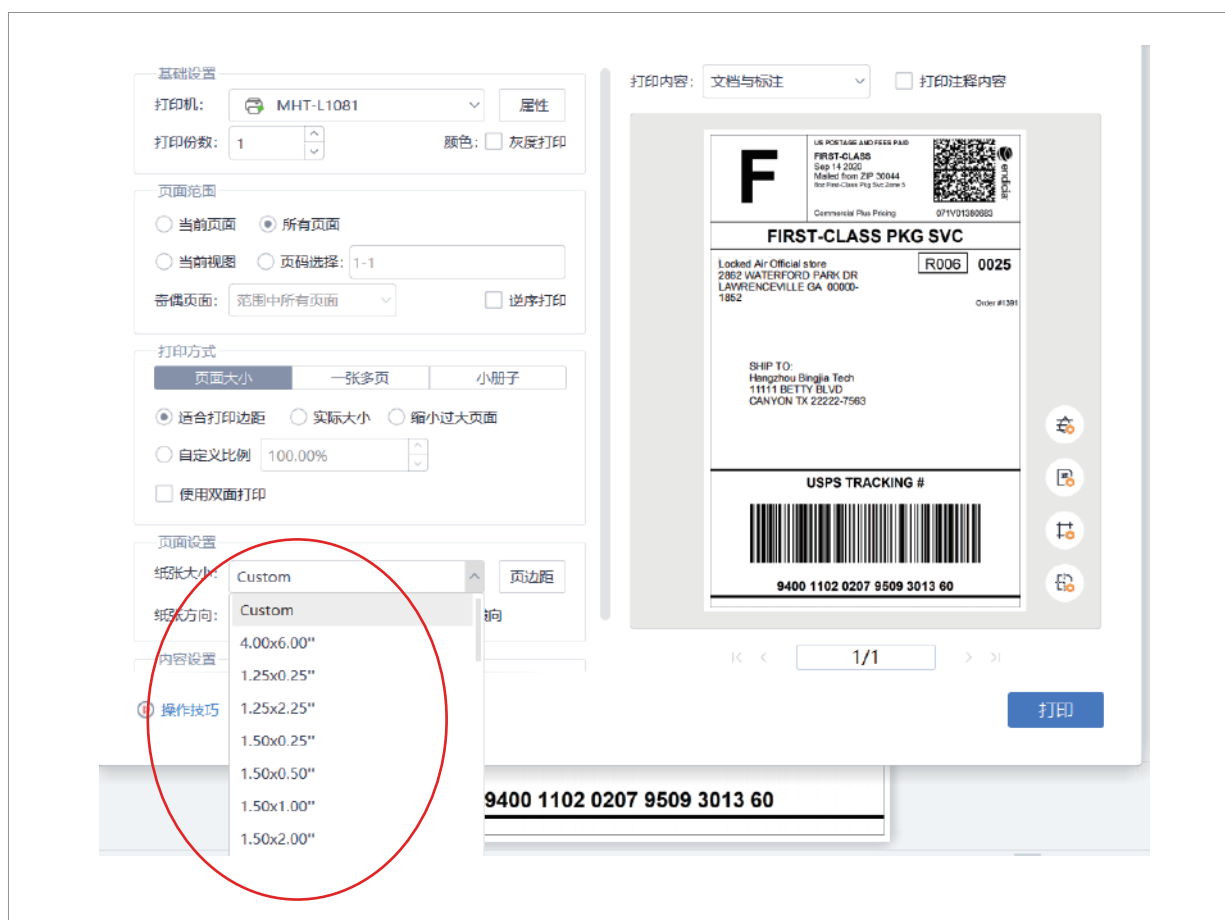 基础设置
打印机: MHT-L1081 属性
打印份数: 1 颜色: 灰度打印
页面范围
当前页面 所有页面
当前视图 页码选择: 1-1
奇偶页面: 范围中所有页面 逆序打印
打印方式
页面大小 一张多页 小册子
适合打印边距 实际大小 缩小过大页面
自定义比例 100.00%
使用双面打印
页面设置
纸张大小: Custom 页边距
纸张方向: 向
Custom
4.00x6.00"
内容设置
1.25x0.25"
操作技巧
1.25x2.25"
1.50x0.25"
1.50x0.50"
1.50x1.00"
1.50x2.00"
打印内容: 文档与标注 打印注释内容
F
US POSTAGE AND FEES PAID
FIRST-CLASS
Sep 14 2020
Mailed from ZIP 30044
8oz First-Class Pkg Svc Zone 5
Commercial Plus Pricing
071V01380683
endicia
FIRST-CLASS PKG SVC
Locked Air Official store
2862 WATERFORD PARK DR
LAWRENCEVILLE GA 00000-
1852
R006 0025
Order #1391
SHIP TO:
Hangzhou Bingjia Tech
11111 BETTY BLVD
CANYON TX 22222-7563
USPS TRACKING #
9400 1102 0207 9509 3013 60
1/1
打印
9400 1102 0207 9509 3013 60